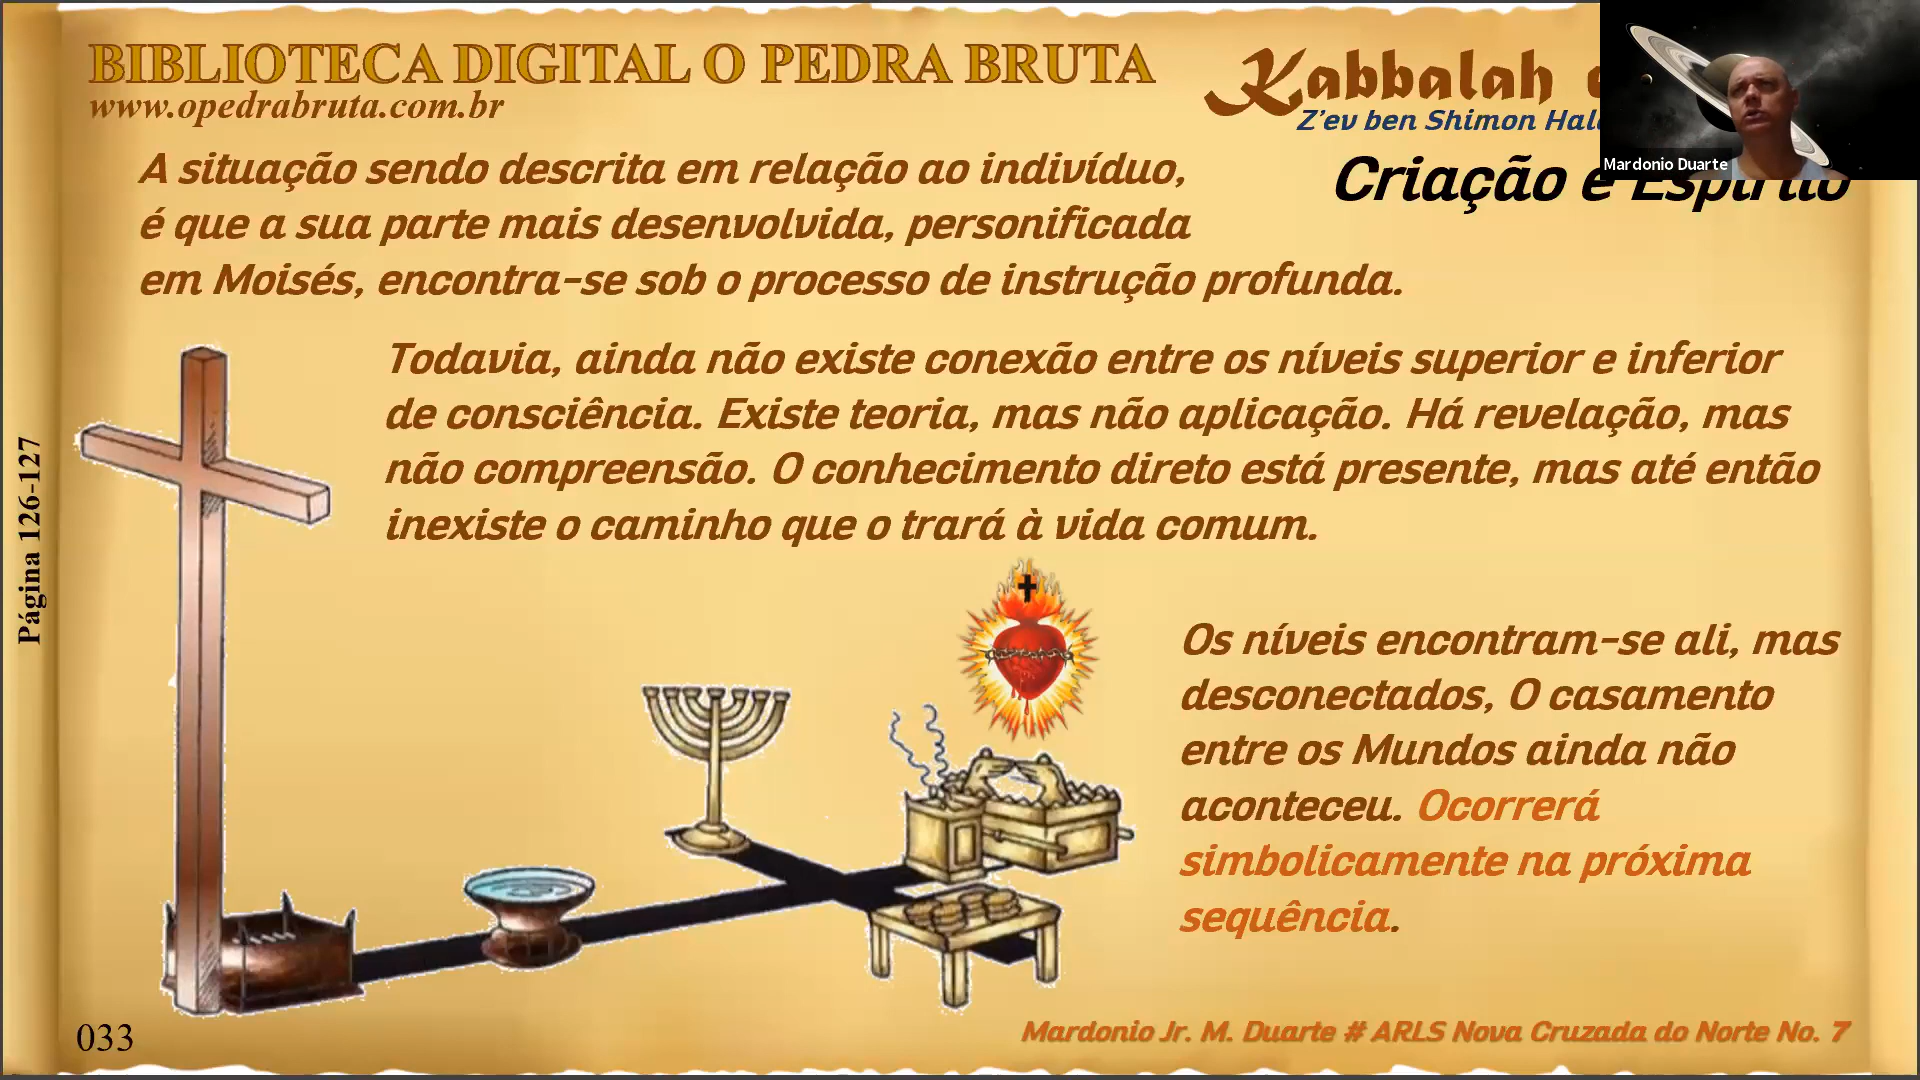 BIBLIOTECA DIGITAL O PEDRA BRUTA
www.opedrabruta.com.br
Kabbalah
Z'ev ben Shimon
Mardonio Duarte
Criação e Espírito
A situação sendo descrita em relação ao indivíduo,
é que a sua parte mais desenvolvida, personificada
em Moisés, encontra-se sob o processo de instrução profunda.
Todavia, ainda não existe conexão entre os níveis superior e inferior
de consciência. Existe teoria, mas não aplicação. Há revelação, mas
não compreensão. O conhecimento direto está presente, mas até então
inexiste o caminho que o trará à vida comum.
Página 126-127
Os níveis encontram-se ali, mas
desconectados, O casamento
entre os Mundos ainda não
aconteceu. Ocorrerá
simbolicamente na próxima
sequência.
033
Mardonio Jr. M. Duarte # ARLS Nova Cruzada do Norte No. 7